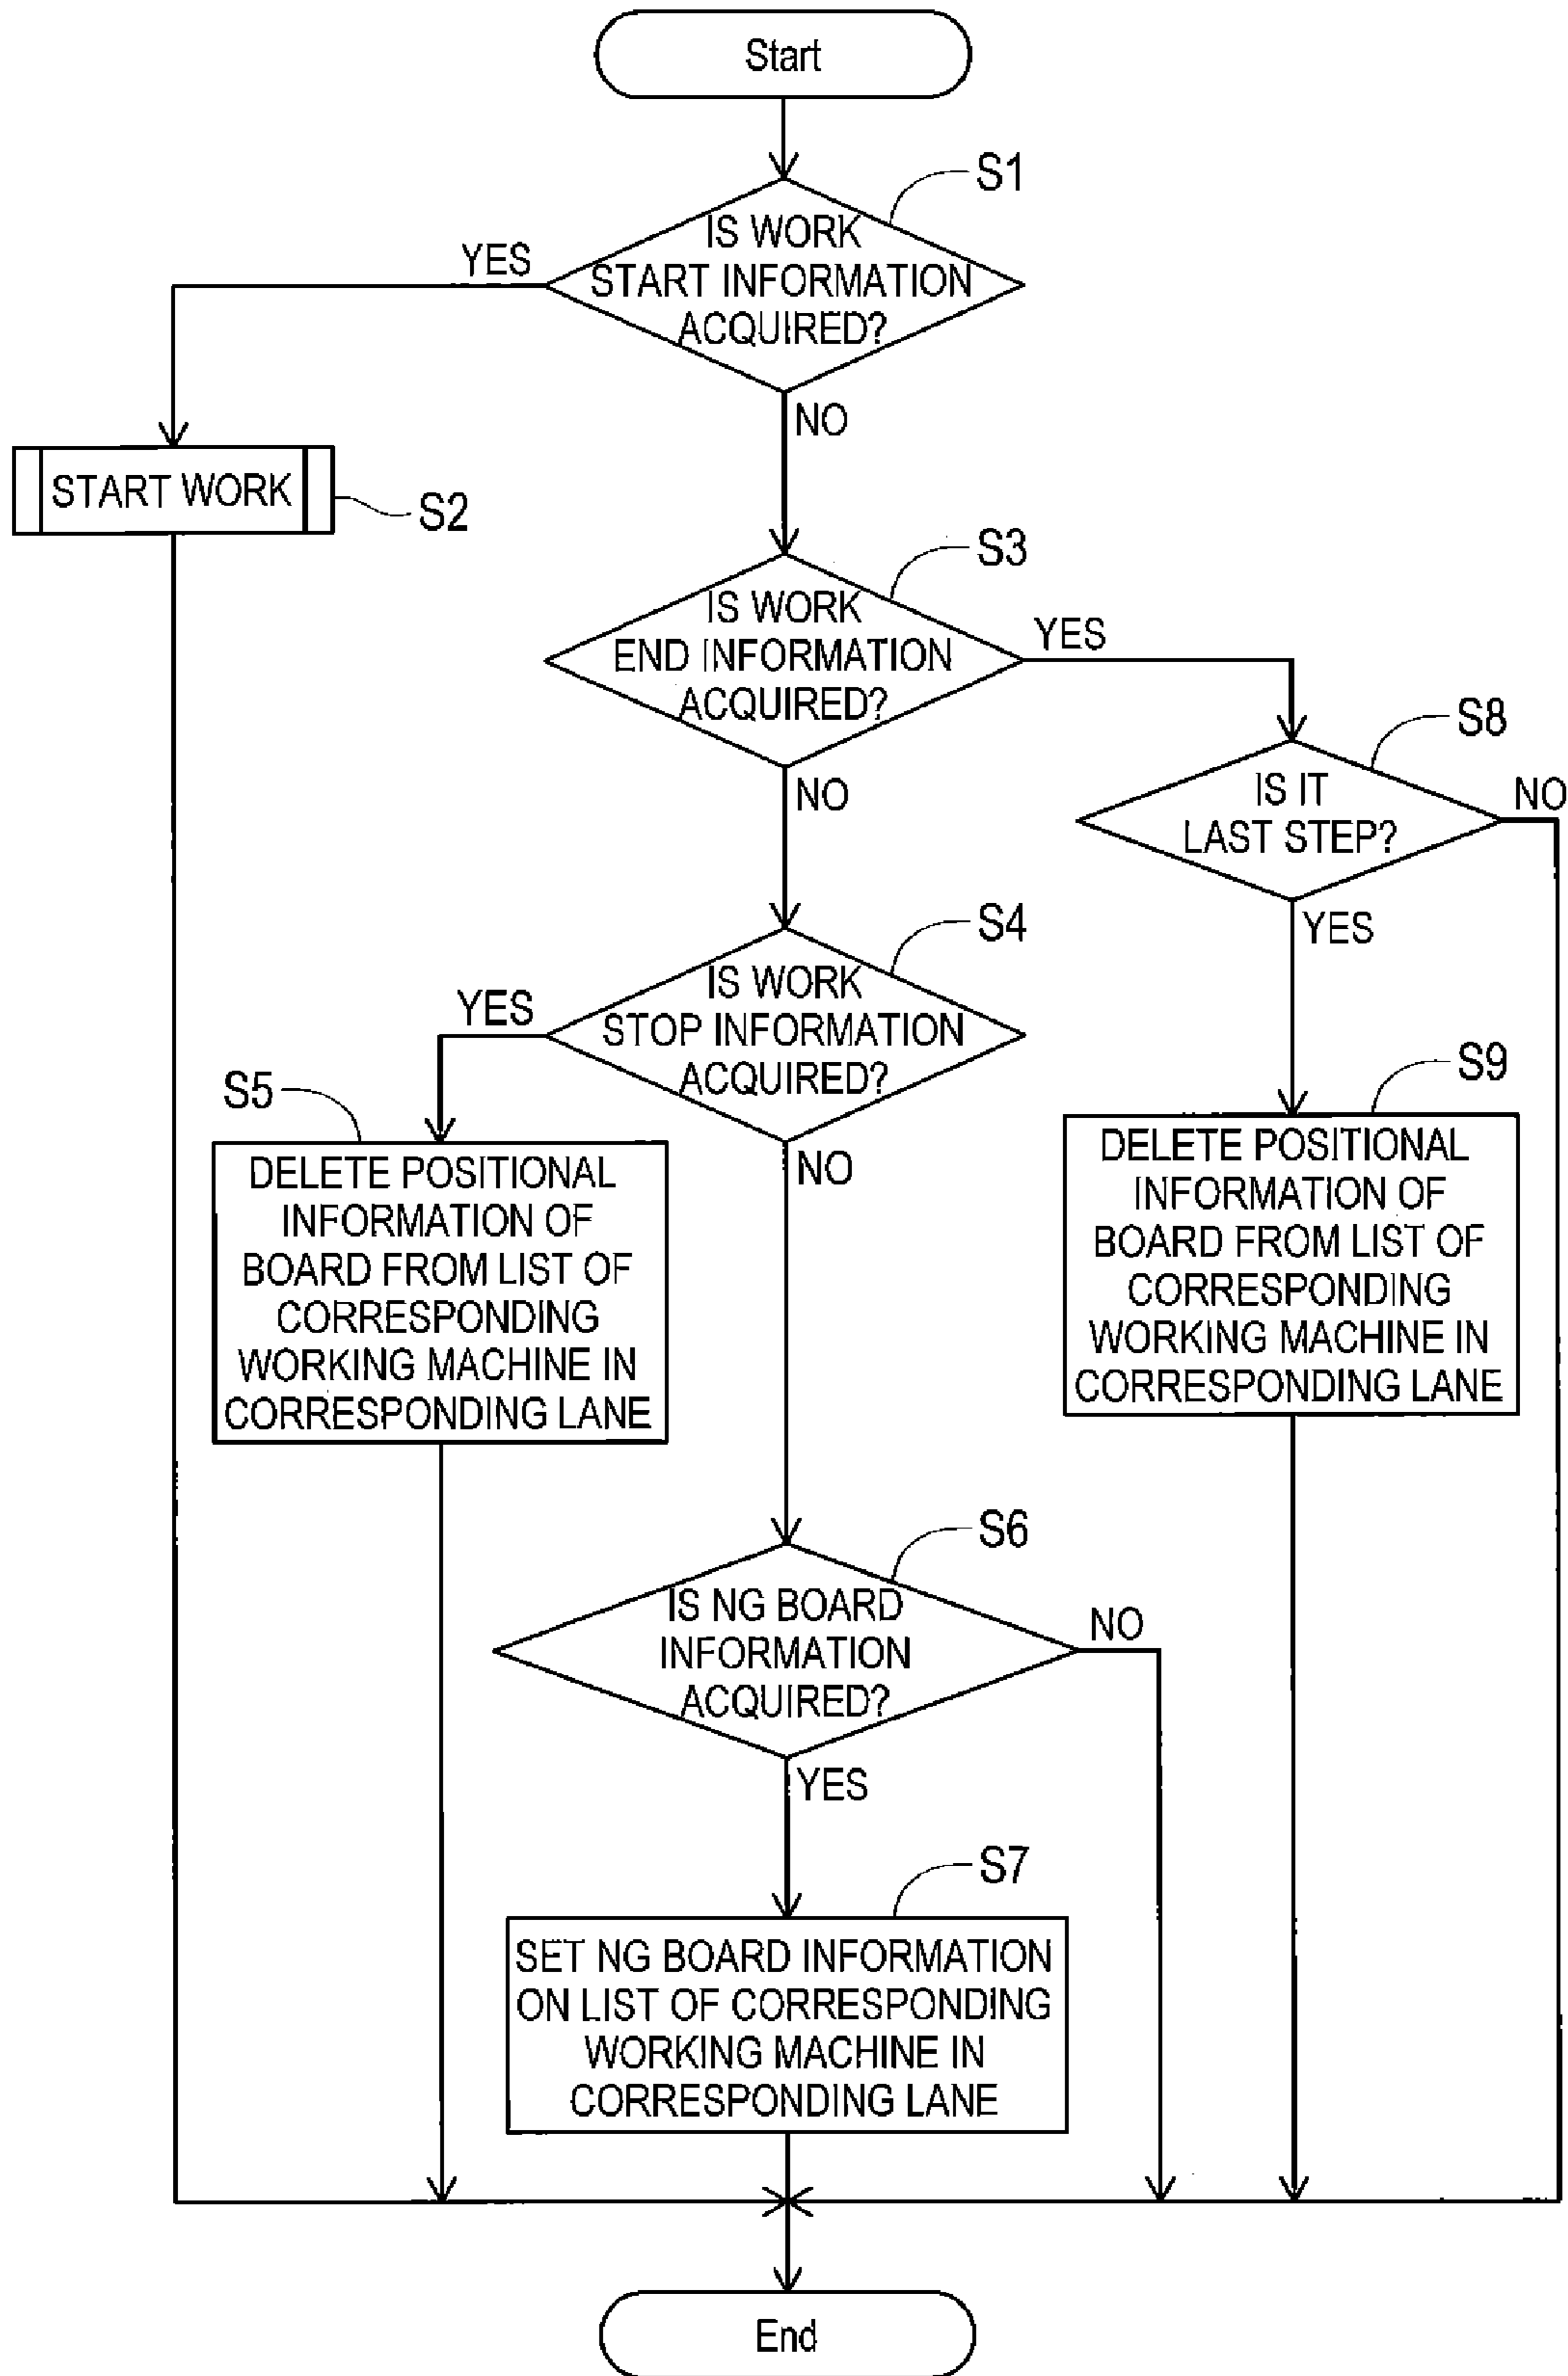 Start
S1
IS WORK
START INFORMATION
ACQUIRED?
YES
NO
START WORK
S2
S3
IS WORK
END INFORMATION
ACQUIRED?
YES
NO
S8
IS IT
LAST STEP?
NO
YES
S4
IS WORK
STOP INFORMATION
ACQUIRED?
YES
NO
S5
DELETE POSITIONAL
INFORMATION OF
BOARD FROM LIST OF
CORRESPONDING
WORKING MACHINE IN
CORRESPONDING LANE
S9
DELETE POSITIONAL
INFORMATION OF
BOARD FROM LIST OF
CORRESPONDING
WORKING MACHINE IN
CORRESPONDING LANE
S6
IS NG BOARD
INFORMATION
ACQUIRED?
NO
YES
S7
SET NG BOARD INFORMATION
ON LIST OF CORRESPONDING
WORKING MACHINE IN
CORRESPONDING LANE
End